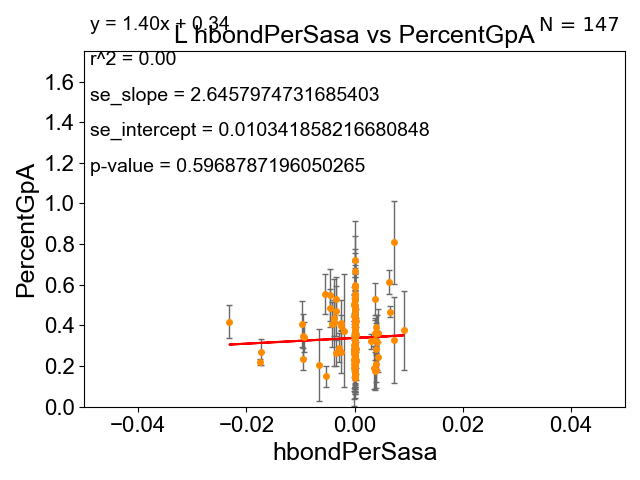 y = 1.40x + 0.34
N = 147
L hbondPerSasa vs PercentGpA
r^2 = 0.00
se_slope = 2.6457974731685403
se_intercept = 0.010341858216680848
p-value = 0.5968787196050265
PercentGpA
1.6
1.4
1.2
1.0
0.8
0.6
0.4
0.2
0.0
−0.04
−0.02
0.00
0.02
0.04
hbondPerSasa